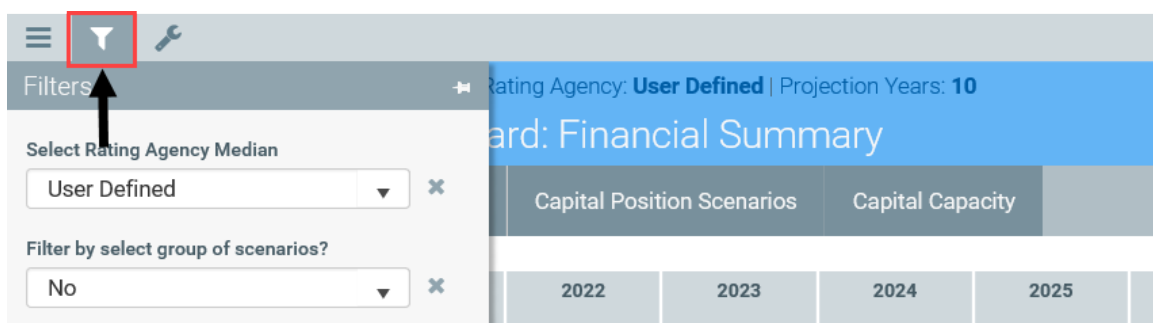 Filters
ating Agency: User Defined | Projection Years: 10
ard: Financial Summary
Select Rating Agency Median
User Defined
Capital Position Scenarios
Capital Capacity
Filter by select group of scenarios?
No
2022
2023
2024
2025